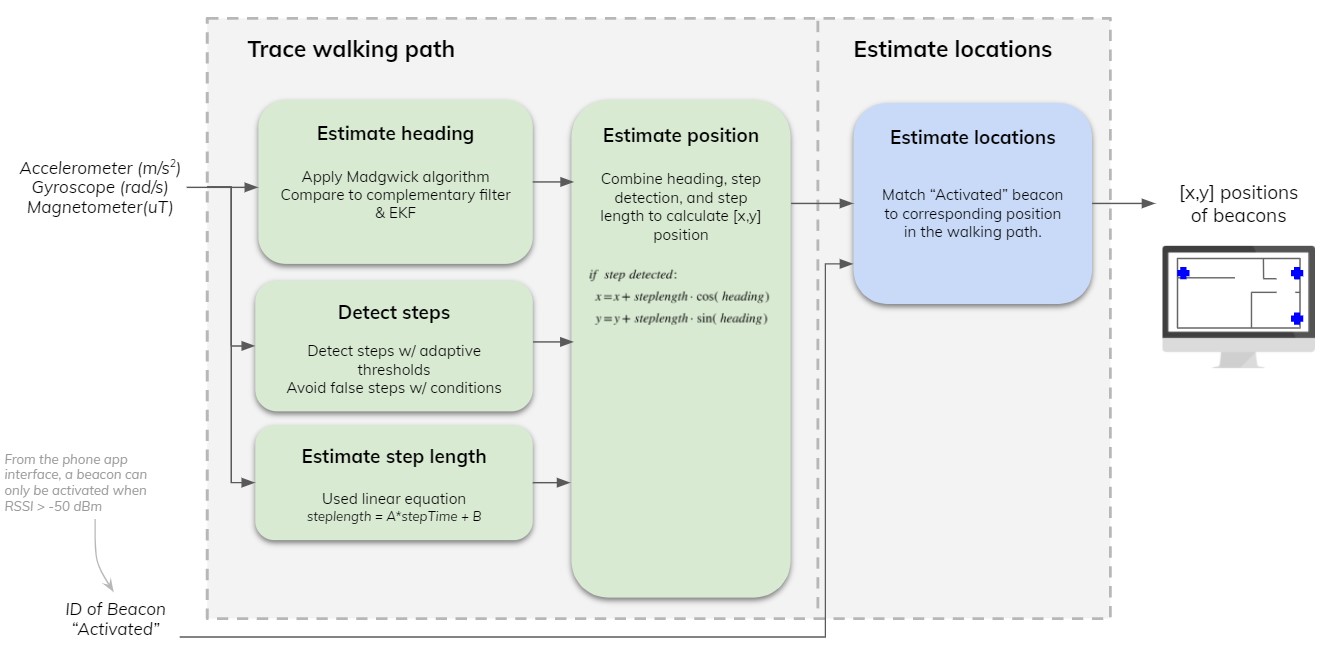 Trace walking path
Estimate locations
Accelerometer (m/s²)
Gyroscope (rad/s)
Magnetometer(uT)
Estimate heading
Apply Madgwick algorithm
Compare to complementary filter
& EKF
Detect steps
Detect steps w/ adaptive
thresholds
Avoid false steps w/ conditions
Estimate step length
Used linear equation
steplength = A*stepTime + B
Estimate position
Combine heading, step
detection, and step
length to calculate [x,y]
position
if step detected:
x=x+ steplength · cos( heading)
y=y+ steplength · sin( heading)
Estimate locations
Match “Activated” beacon
to corresponding position
in the walking path.
[x,y] positions
of beacons
From the phone app
interface, a beacon can
only be activated when
RSSI > -50 dBm
ID of Beacon
“Activated”